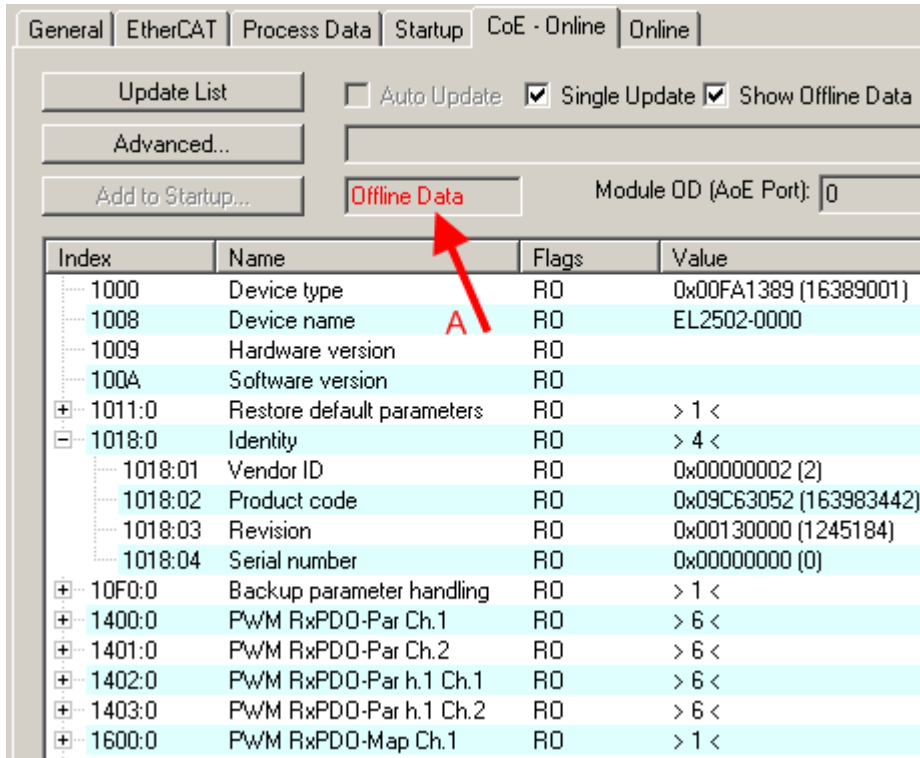 General EtherCAT Process Data Startup CoE - Online Online
Update List Auto Update Single Update Show Offline Data
Advanced...
Add to Startup... Offline Data Module OD (AoE Port): 0
Index Name Flags Value
1000 Device type RO 0x00FA1389 (16389001)
1008 Device name A RO EL2502-0000
1009 Hardware version RO
100A Software version RO
1011:0 Restore default parameters RO > 1 <
1018:0 Identity RO > 4 <
1018:01 Vendor ID RO 0x00000002 (2)
1018:02 Product code RO 0x09C63052 (163983442)
1018:03 Revision RO 0x00130000 (1245184)
1018:04 Serial number RO 0x00000000 (0)
10F0:0 Backup parameter handling RO > 1 <
1400:0 PWM RxPDO-Par Ch.1 RO > 6 <
1401:0 PWM RxPDO-Par Ch.2 RO > 6 <
1402:0 PWM RxPDO-Par h.1 Ch.1 RO > 6 <
1403:0 PWM RxPDO-Par h.1 Ch.2 RO > 6 <
1600:0 PWM RxPDO-Map Ch.1 RO > 1 <